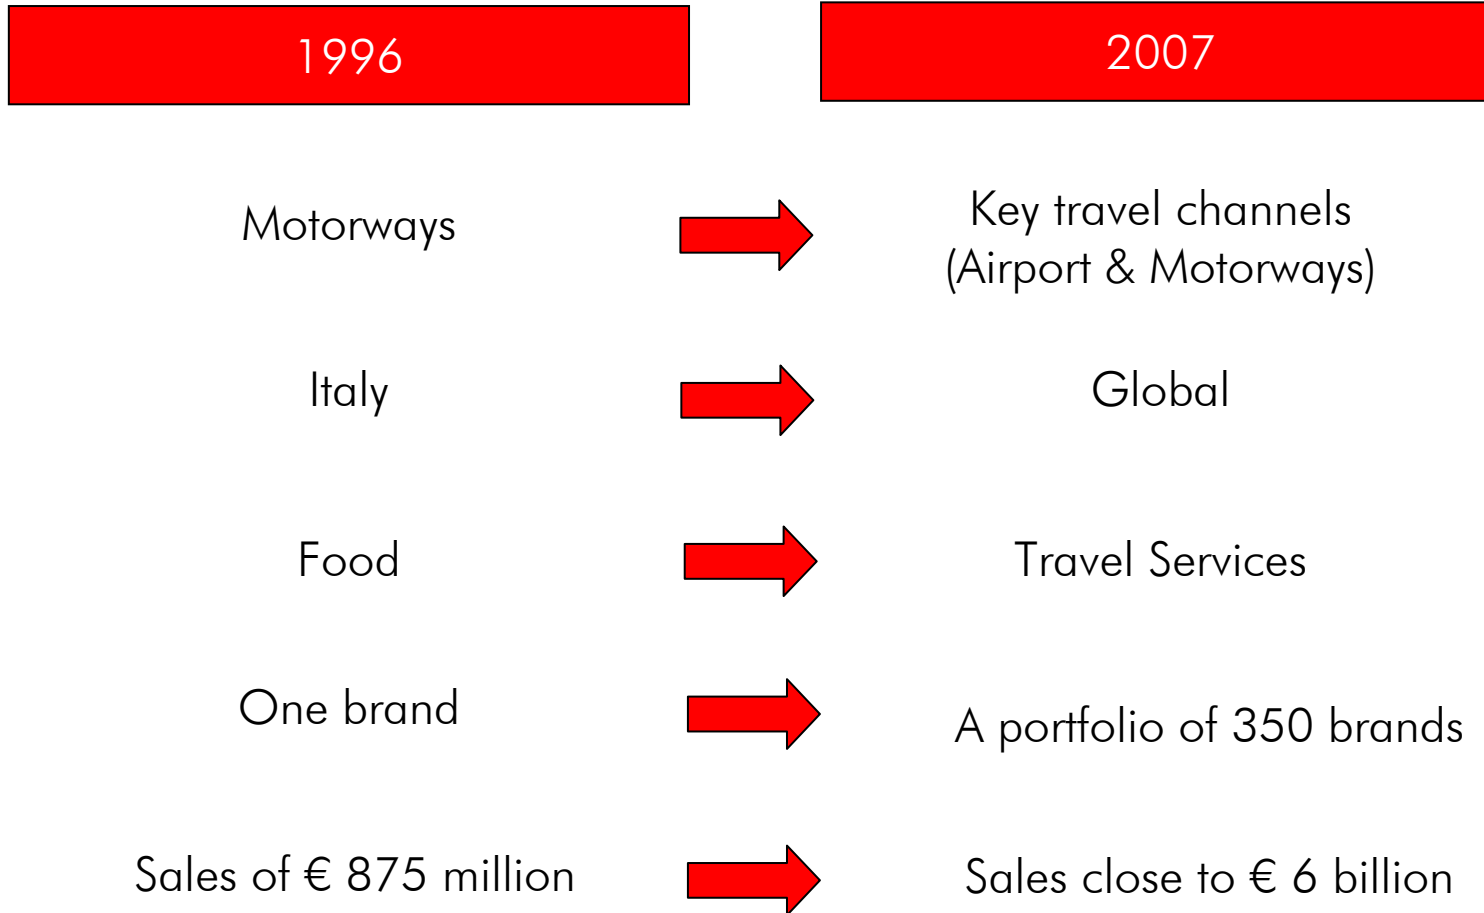 1996
2007
Motorways
Key travel channels
(Airport & Motorways)
Italy
Global
Food
Travel Services
One brand
A portfolio of 350 brands
Sales of € 875 million
Sales close to € 6 billion